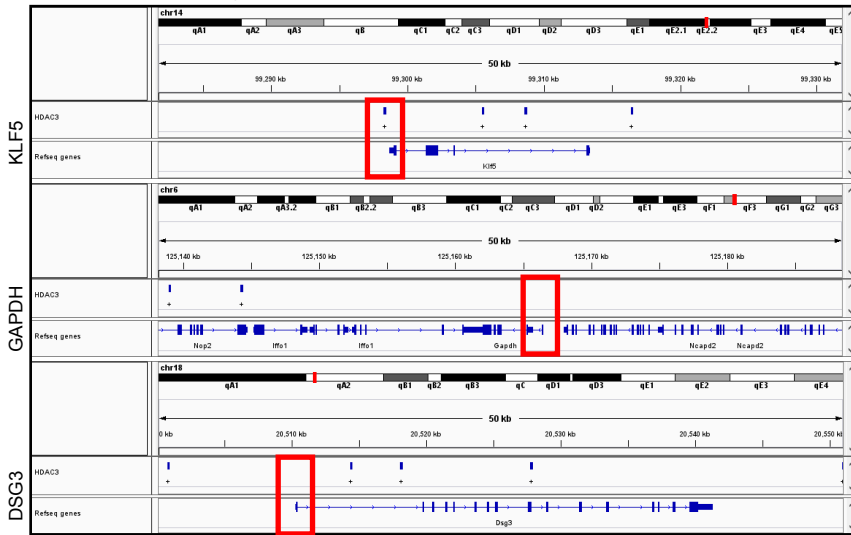 KLF5
chr14
qA1 qA2 qA3 qB qC1 qC2 qC3 qD1 qD2 qD3 qE1 qE2.1 qE2.2 qE3 qE4 qE5
50 kb
99,290 kb 99,300 kb 99,310 kb 99,320 kb 99,330 kb
HDAC3
+ + + +
Refseq genes
Klf5
GAPDH
chr6
qA1 qA2 qA3.2 qB1 qB2.2 qB3 qC1 qC2 qC3 qD1 qD2 qE1 qE3 qF1 qF3 qG1 qG2 qG3
50 kb
125,140 kb 125,150 kb 125,160 kb 125,170 kb 125,180 kb
HDAC3
+ +
Refseq genes
Nop2 Iffo1 Iffo1 Gapdh Ncapd2 Ncapd2
DSG3
chr18
qA1 qA2 qB1 qB2 qB3 qC qD1 qD3 qE1 qE2 qE3 qE4
50 kb
0 kb 20,510 kb 20,520 kb 20,530 kb 20,540 kb 20,550 k
HDAC3
+ + + + +
Refseq genes
Dsg3